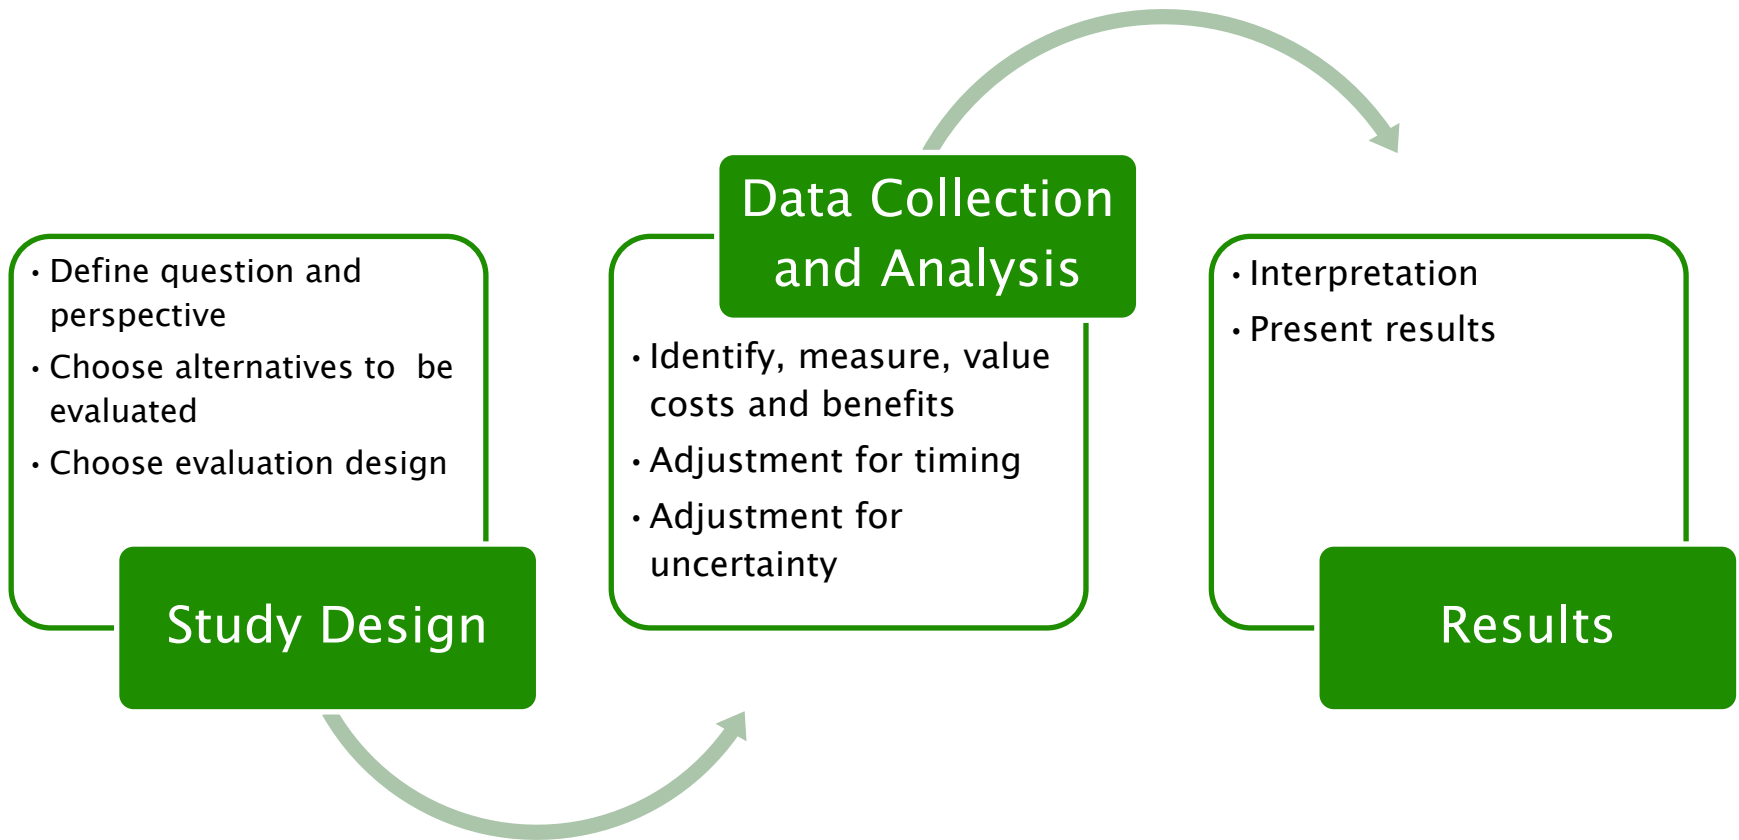 • Define question and
perspective
• Choose alternatives to  be
evaluated
• Choose evaluation design
Study Design
Data Collection
and Analysis
• Identify, measure, value
costs and benefits
• Adjustment for timing
• Adjustment for
uncertainty
• Interpretation
• Present results
Results